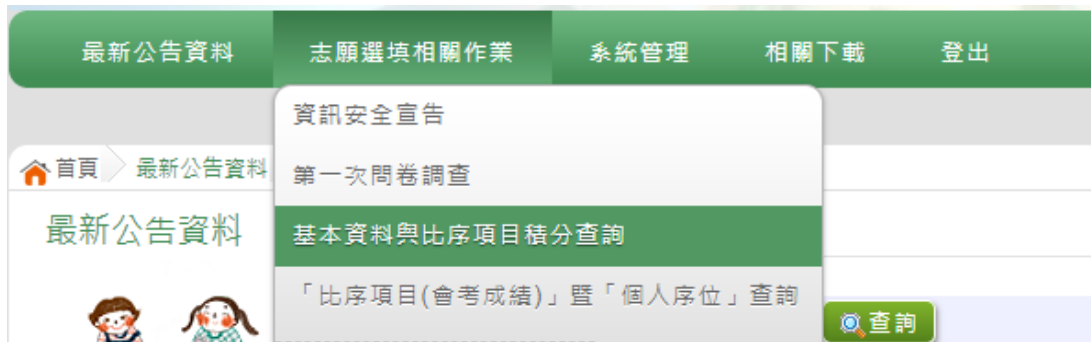 最新公告資料 志願選填相關作業 系統管理 相關下載 登出
資訊安全宣告
首頁 最新公告資料
第一次問卷調查
最新公告資料
基本資料與比序項目積分查詢
「比序項目(會考成績)」暨「個人序位」查詢
查詢